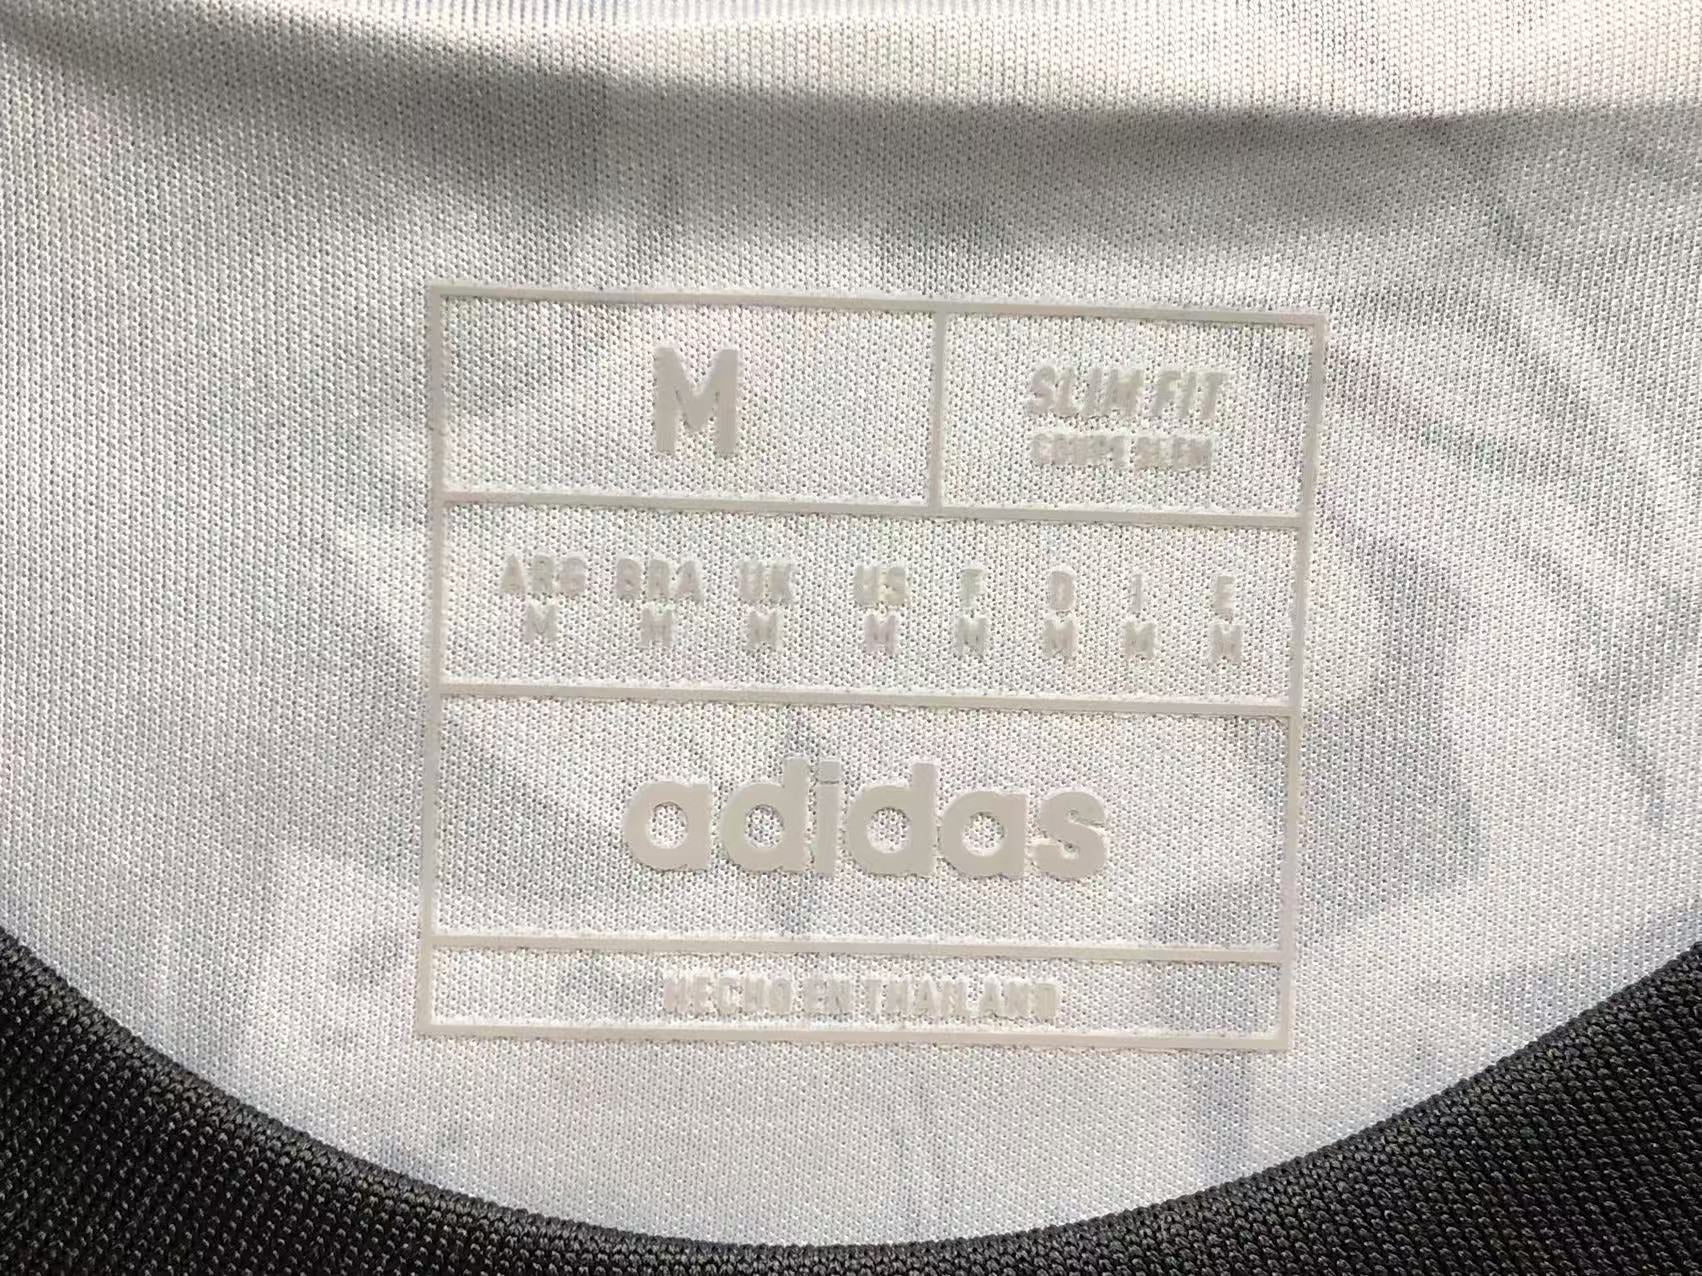 M
SLIM FIT
COUPE SLIM
ARG BRA UK US F D I E
M M M M M M M M
adidas
HECHO EN THAILAND